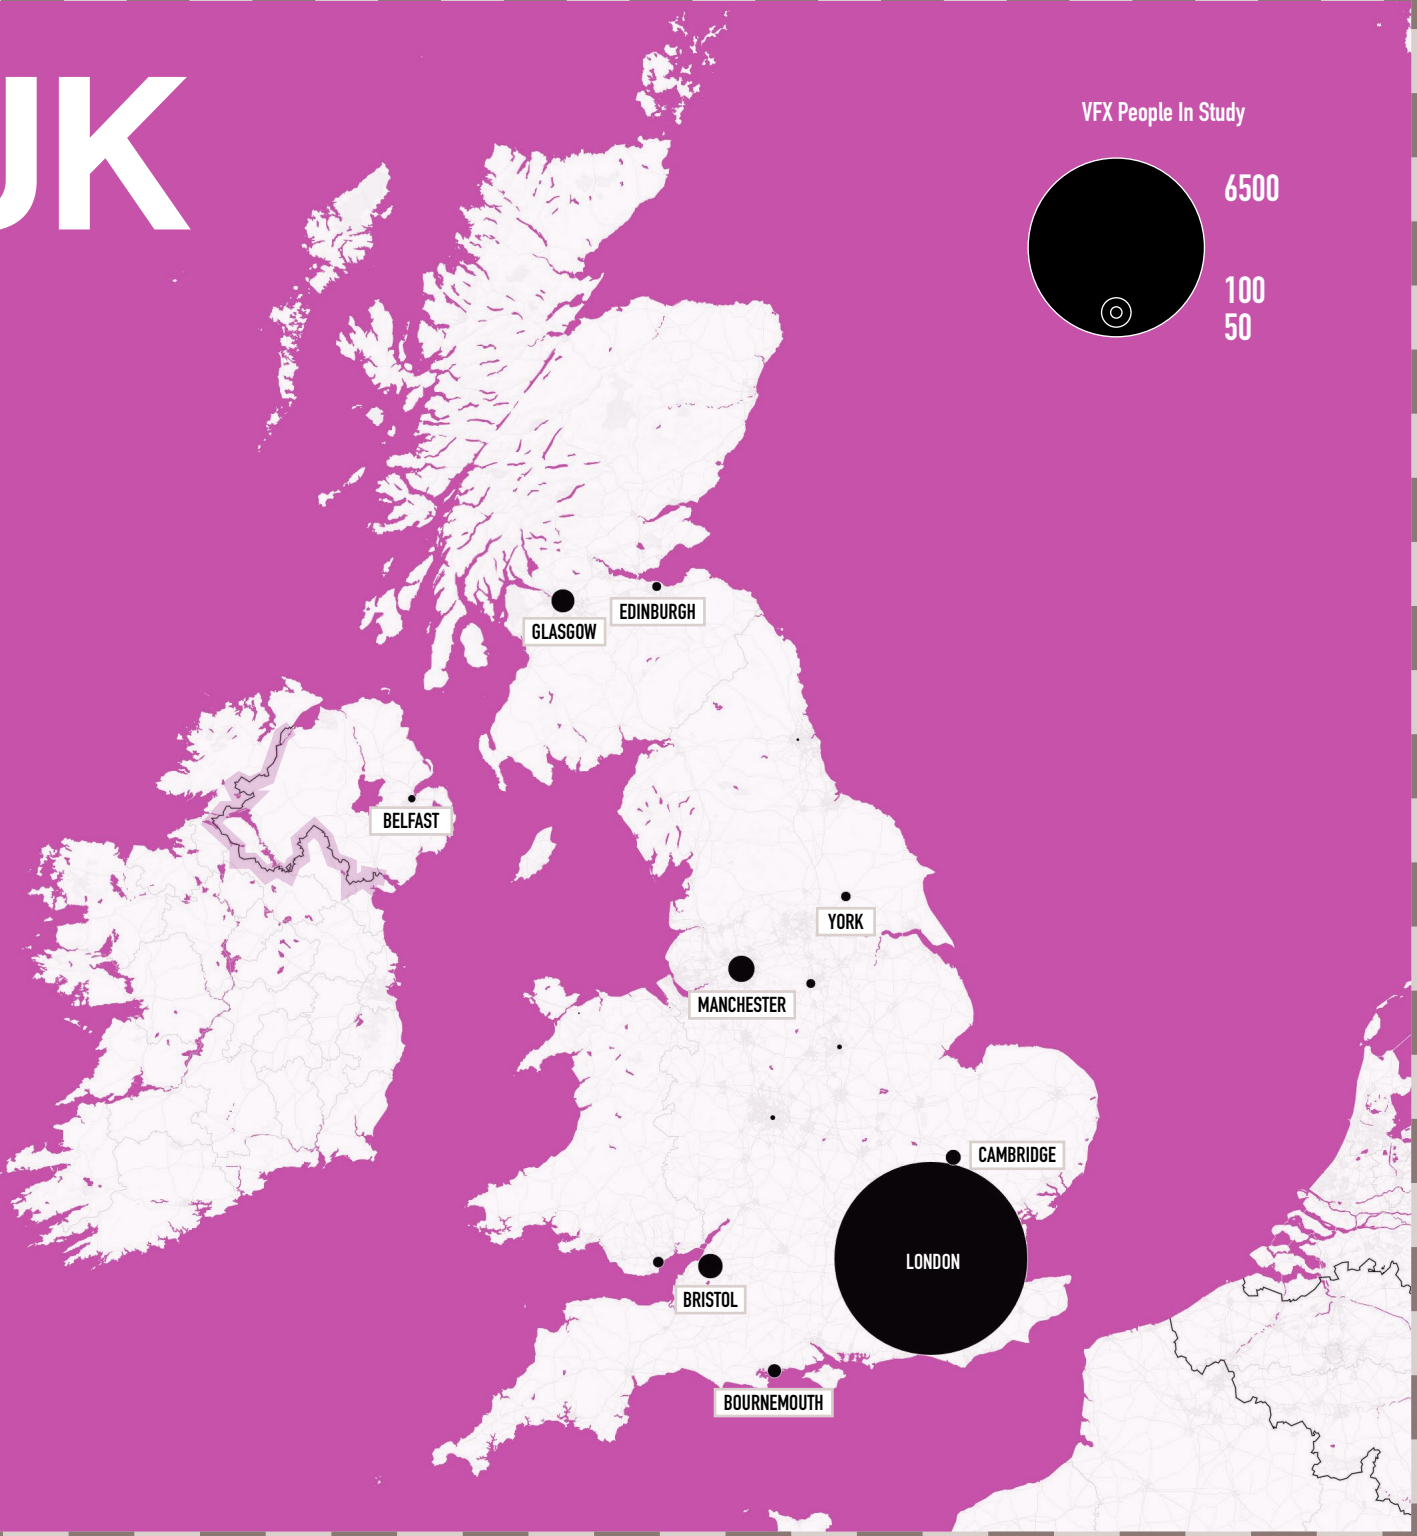 UK
VFX People In Study
6500
100
50
EDINBURGH
GLASGOW
BELFAST
YORK
MANCHESTER
CAMBRIDGE
LONDON
BRISTOL
BOURNEMOUTH